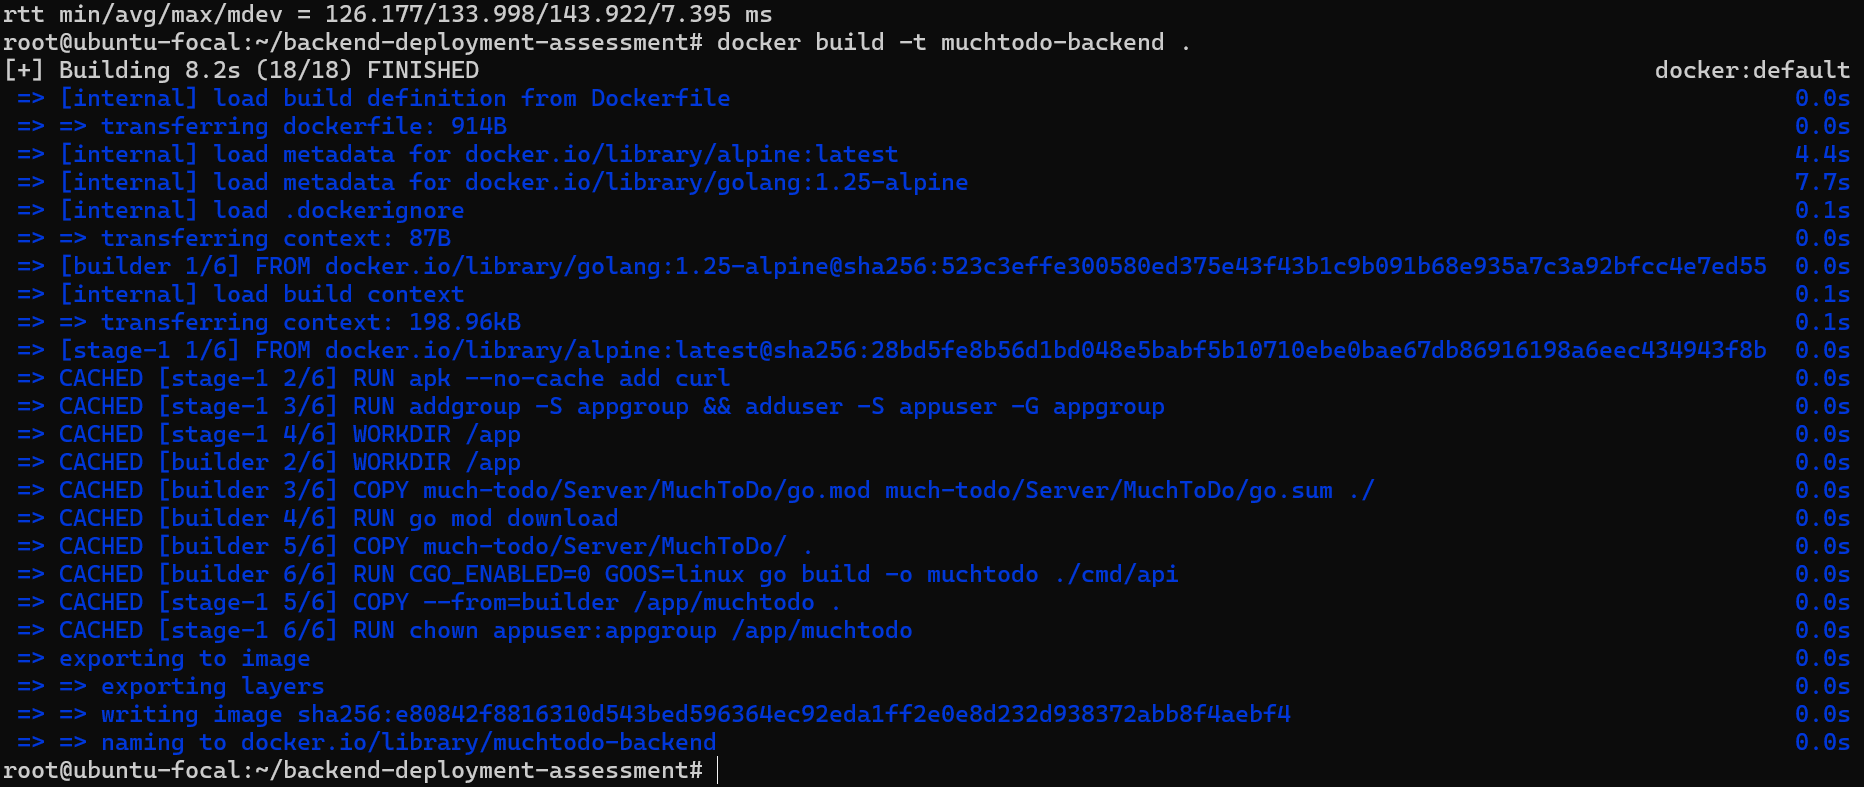 rtt min/avg/max/mdev = 126.177/133.998/143.922/7.395 ms
root@ubuntu-focal:~/backend-deployment-assessment# docker build -t muchtodo-backend .
[+] Building 8.2s (18/18) FINISHED docker:default
=> [internal] load build definition from Dockerfile 0.0s
=> => transferring dockerfile: 914B 0.0s
=> [internal] load metadata for docker.io/library/alpine:latest 4.4s
=> [internal] load metadata for docker.io/library/golang:1.25-alpine 7.7s
=> [internal] load .dockerignore 0.1s
=> => transferring context: 87B 0.0s
=> [builder 1/6] FROM docker.io/library/golang:1.25-alpine@sha256:523c3effe300580ed375e43f43b1c9b091b68e935a7c3a92bfcc4e7ed55 0.0s
=> [internal] load build context 0.1s
=> => transferring context: 198.96kB 0.1s
=> [stage-1 1/6] FROM docker.io/library/alpine:latest@sha256:28bd5fe8b56d1bd048e5babf5b10710ebe0bae67db86916198a6eec434943f8b 0.0s
=> CACHED [stage-1 2/6] RUN apk --no-cache add curl 0.0s
=> CACHED [stage-1 3/6] RUN addgroup -S appgroup && adduser -S appuser -G appgroup 0.0s
=> CACHED [stage-1 4/6] WORKDIR /app 0.0s
=> CACHED [builder 2/6] WORKDIR /app 0.0s
=> CACHED [builder 3/6] COPY much-todo/Server/MuchToDo/go.mod much-todo/Server/MuchToDo/go.sum ./ 0.0s
=> CACHED [builder 4/6] RUN go mod download 0.0s
=> CACHED [builder 5/6] COPY much-todo/Server/MuchToDo/ . 0.0s
=> CACHED [builder 6/6] RUN CGO_ENABLED=0 GOOS=linux go build -o muchtodo ./cmd/api 0.0s
=> CACHED [stage-1 5/6] COPY --from=builder /app/muchtodo . 0.0s
=> CACHED [stage-1 6/6] RUN chown appuser:appgroup /app/muchtodo 0.0s
=> exporting to image 0.0s
=> => exporting layers 0.0s
=> => writing image sha256:e80842f8816310d543bed596364ec92eda1ff2e0e8d232d938372abb8f4aebf4 0.0s
=> => naming to docker.io/library/muchtodo-backend 0.0s
root@ubuntu-focal:~/backend-deployment-assessment#